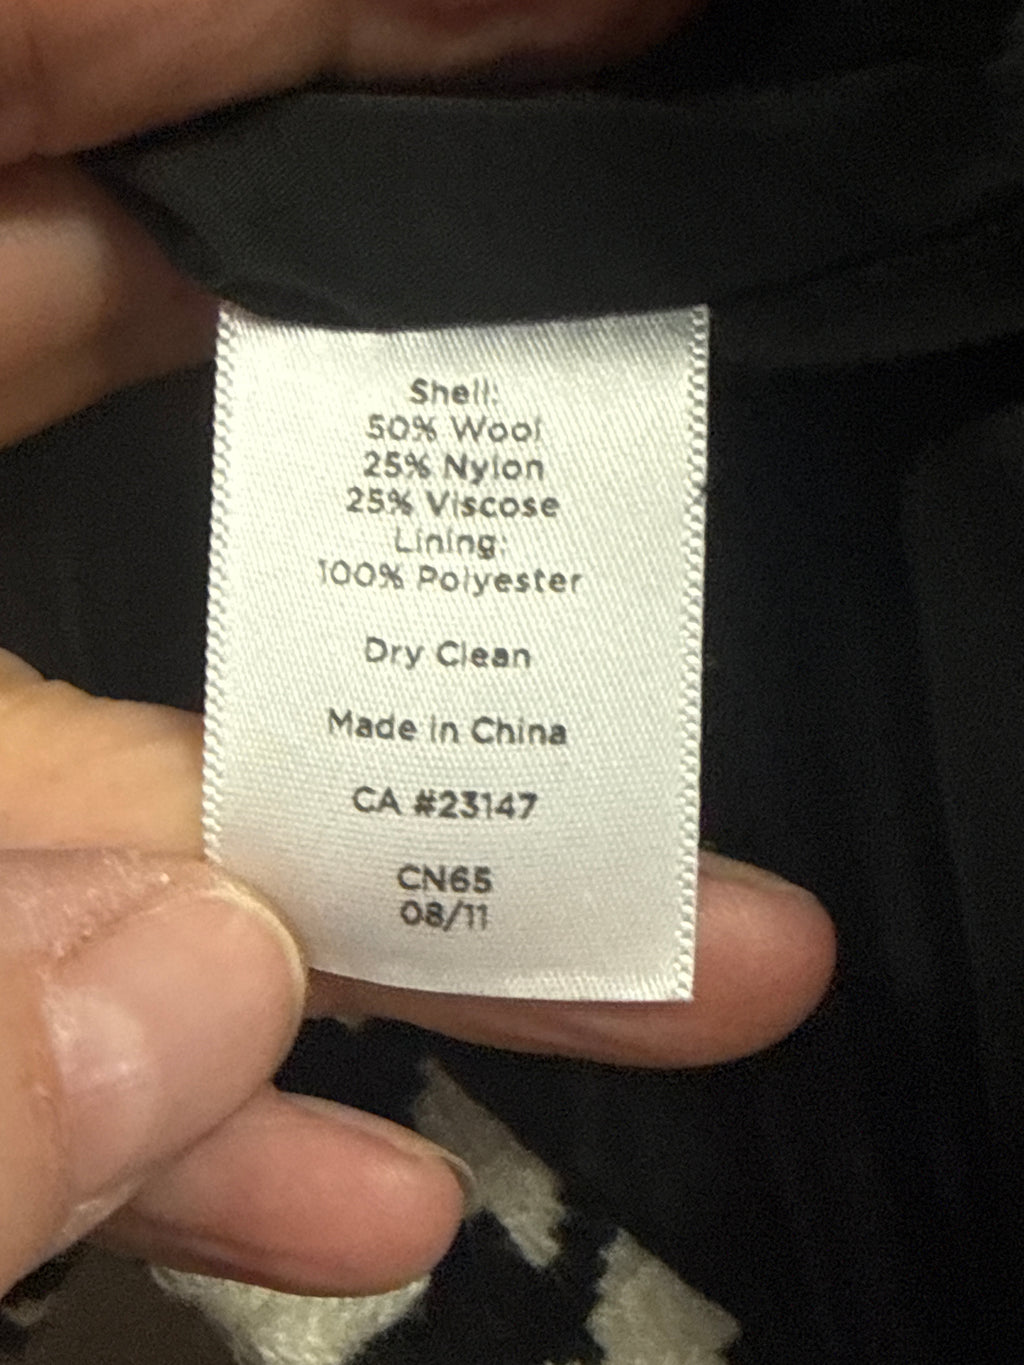 Shell:
50% Wool
25% Nylon
25% Viscose
Lining:
100% Polyester
Dry Clean
Made in China
CA #23147
CN65
08/11